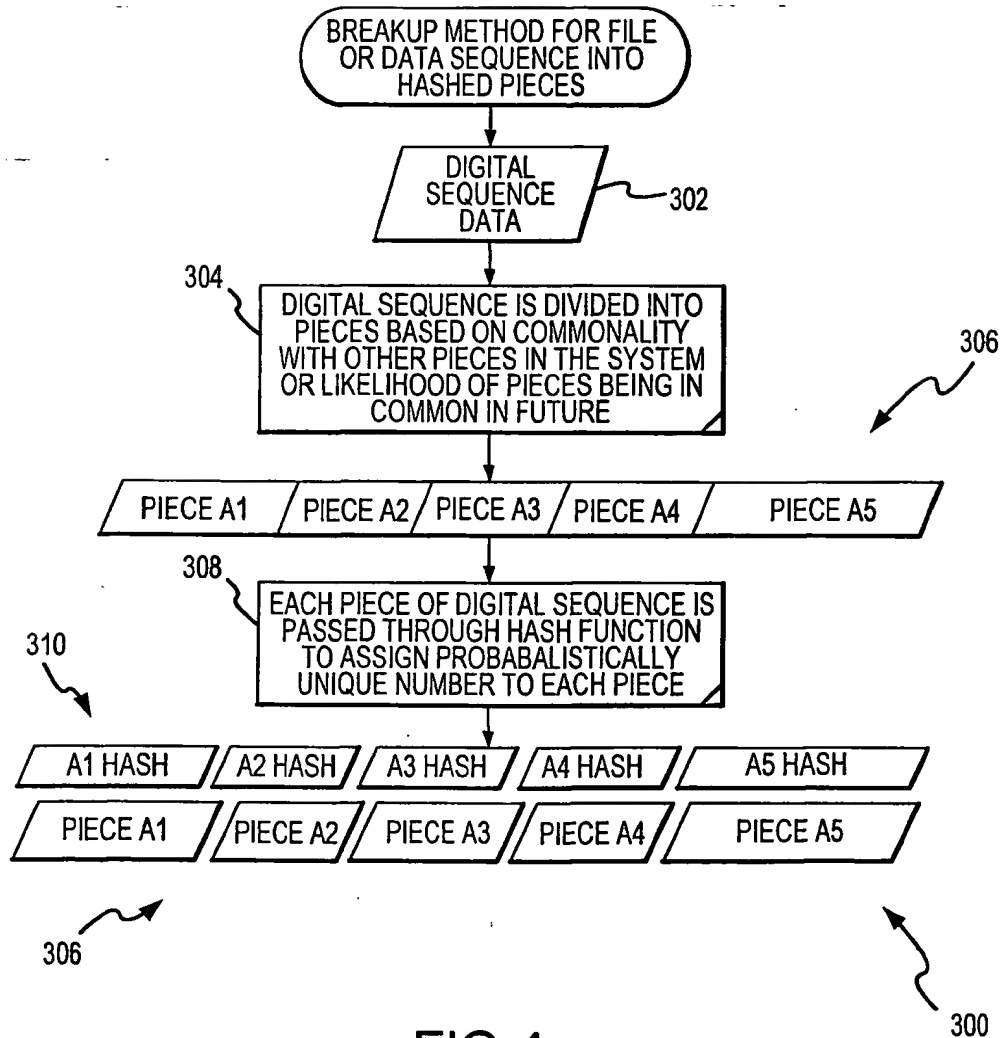 BREAKUP METHOD FOR FILE
OR DATA SEQUENCE INTO
HASHED PIECES
DIGITAL
SEQUENCE
DATA
302
304
DIGITAL SEQUENCE IS DIVIDED INTO
PIECES BASED ON COMMONALITY
WITH OTHER PIECES IN THE SYSTEM
OR LIKELIHOOD OF PIECES BEING IN
COMMON IN FUTURE
306
PIECE A1 PIECE A2 PIECE A3 PIECE A4 PIECE A5
308
EACH PIECE OF DIGITAL SEQUENCE IS
PASSED THROUGH HASH FUNCTION
TO ASSIGN PROBABALISTICALLY
UNIQUE NUMBER TO EACH PIECE
310
A1 HASH A2 HASH A3 HASH A4 HASH A5 HASH
PIECE A1 PIECE A2 PIECE A3 PIECE A4 PIECE A5
306
300